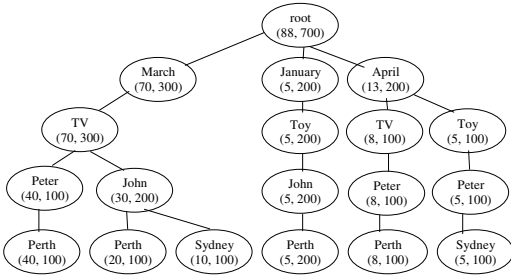 root
(88, 700)
March
(70, 300)
January
(5, 200)
April
(13, 200)
TV
(70, 300)
Toy
(5, 200)
TV
(8, 100)
Toy
(5, 100)
Peter
(40, 100)
John
(30, 200)
John
(5, 200)
Peter
(8, 100)
Peter
(5, 100)
Perth
(40, 100)
Perth
(20, 100)
Sydney
(10, 100)
Perth
(5, 200)
Perth
(8, 100)
Sydney
(5, 100)